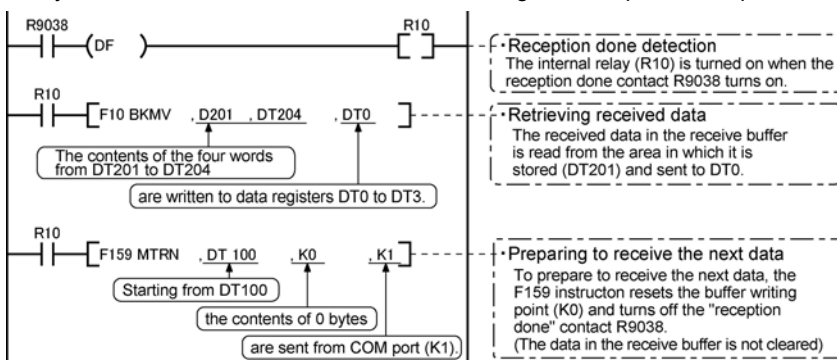 R9038
DF
R10
·Reception done detection
The internal relay (R10) is turned on when the
reception done contact R9038 turns on.
R10
F10 BKMV , D201 , DT204 , DT0
The contents of the four words
from DT201 to DT204
are written to data registers DT0 to DT3.
·Retrieving received data
The received data in the receive buffer
is read from the area in which it is
stored (DT201) and sent to DT0.
R10
F159 MTRN , DT 100 , K0 , K1
Starting from DT100
the contents of 0 bytes
are sent from COM port (K1).
·Preparing to receive the next data
To prepare to receive the next data, the
F159 instructon resets the buffer writing
point (K0) and turns off the "reception
done" contact R9038.
(The data in the receive buffer is not cleared)